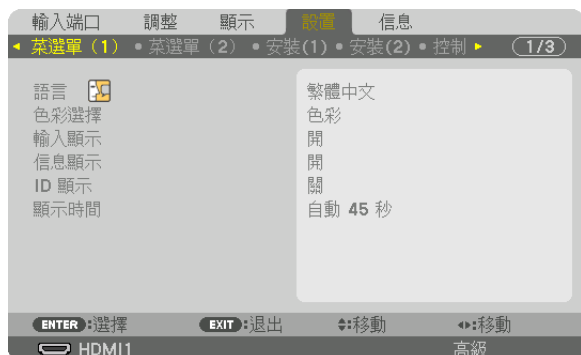 輸入端口 調整 顯示 設置 信息
◂ 菜選單（1） • 菜選單（2） • 安裝(1) • 安裝(2) • 控制 ▸ 1/3
語言 繁體中文
色彩選擇 色彩
輸入顯示 開
信息顯示 開
ID 顯示 關
顯示時間 自動 45 秒
ENTER:選擇 EXIT:退出 ♦:移動 ◂▸:移動
HDMI1 高級